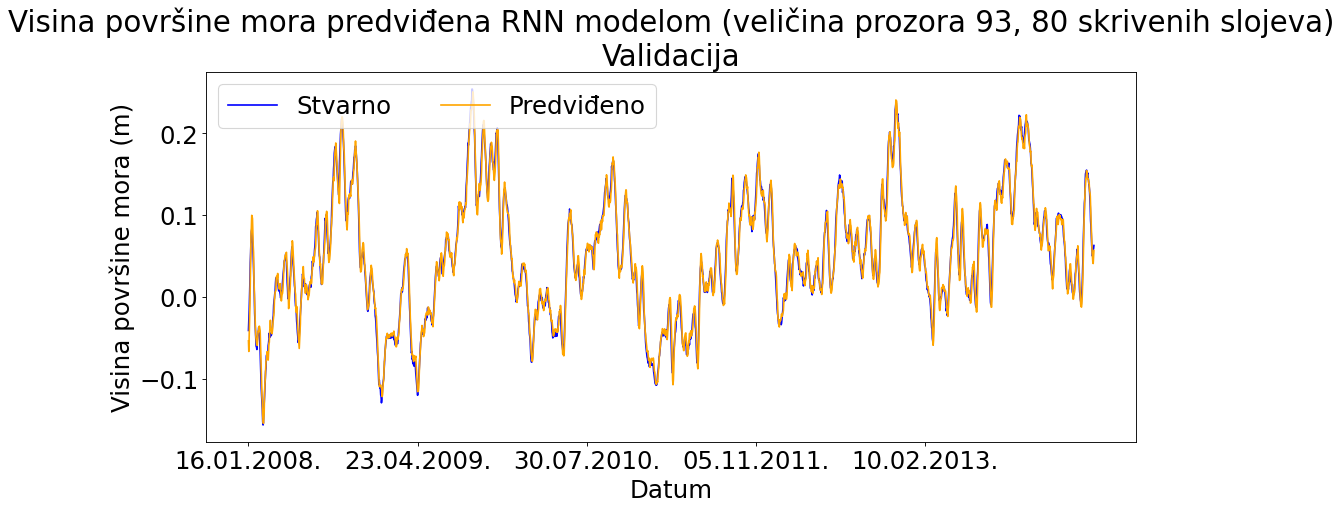 Visina površine mora predviđena RNN modelom (veličina prozora 93, 80 skrivenih slojeva)
Validacija
Stvarno
Predviđeno
Visina površine mora (m)
0.2
0.1
0.0
−0.1
16.01.2008.
23.04.2009.
30.07.2010.
05.11.2011.
10.02.2013.
Datum